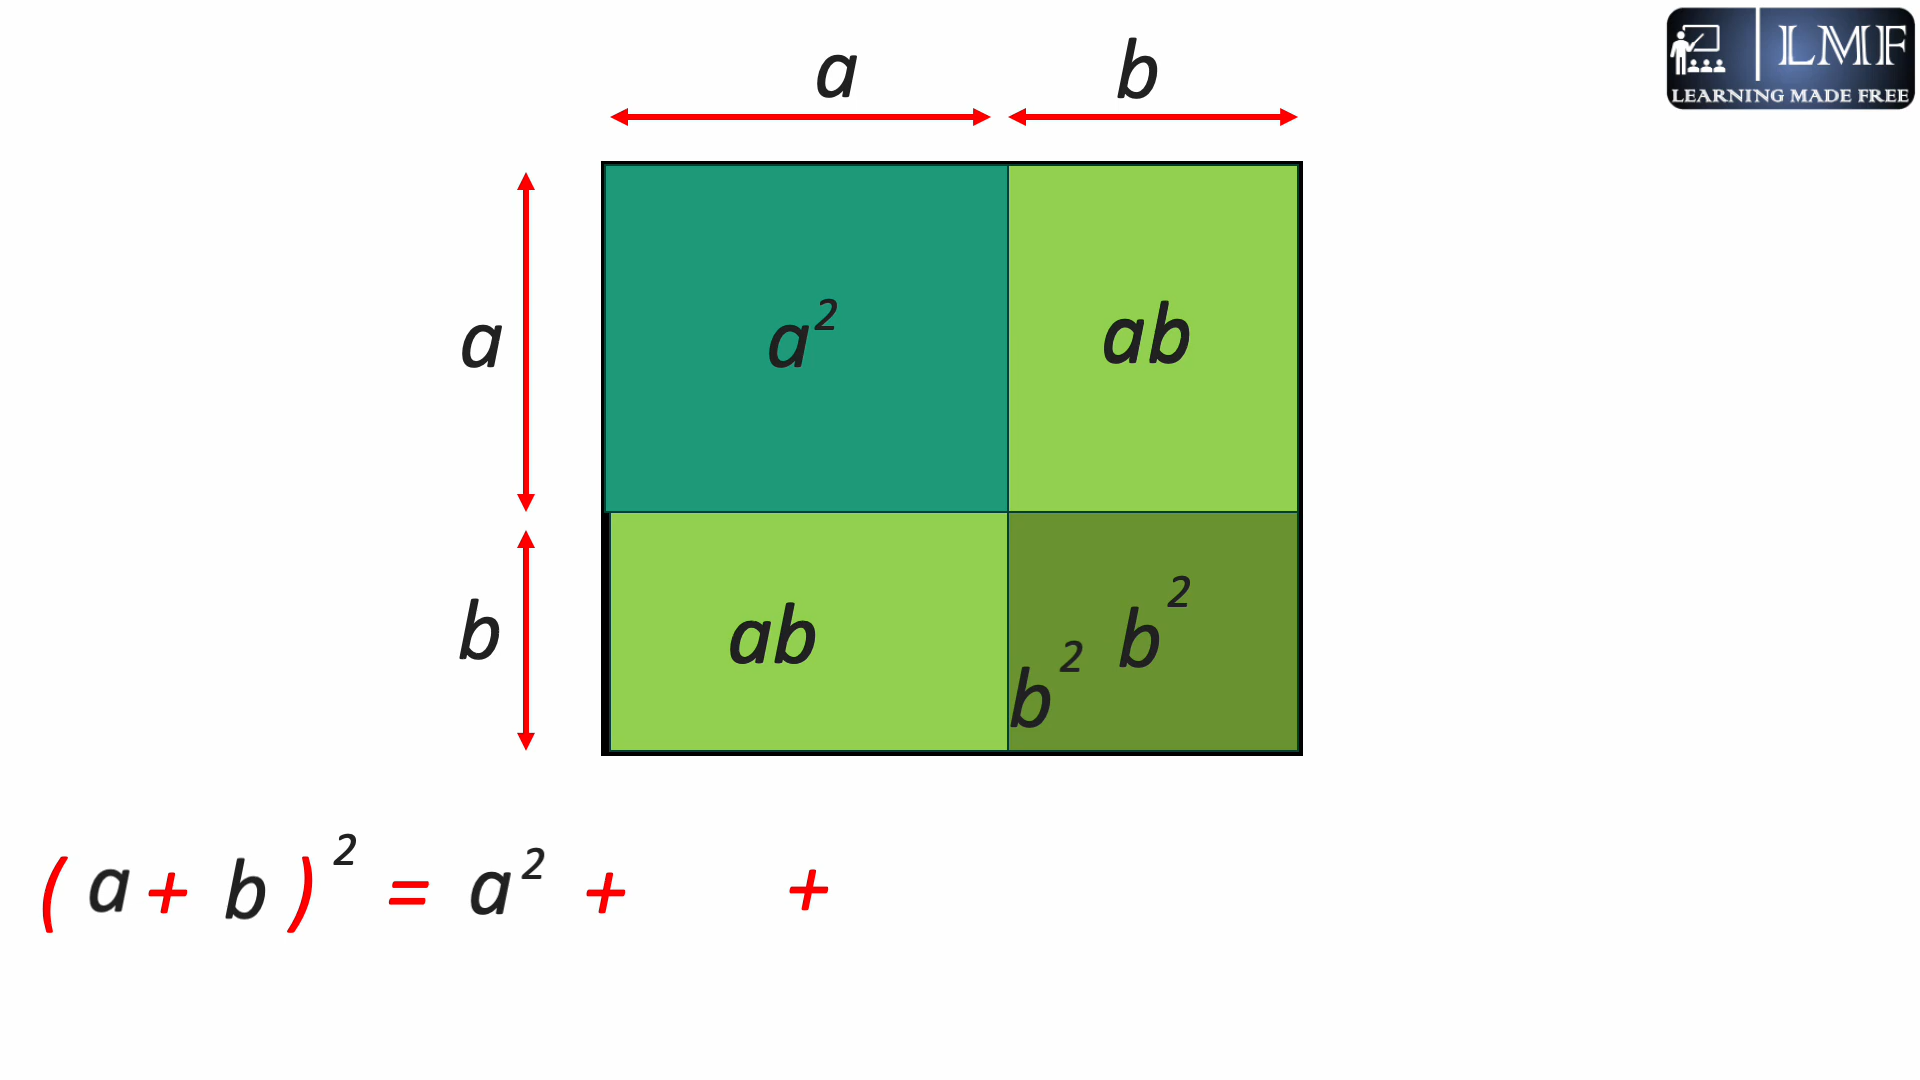 a b
LMF
LEARNING MADE FREE
a a² ab
b ab b² b²
( a + b )² = a² + +